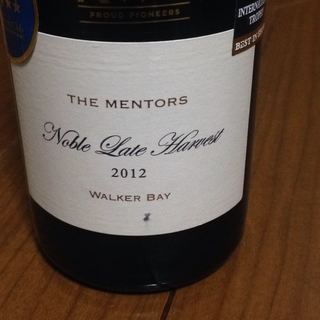 PROUD PIONEERS
THE MENTORS
Noble Late Harvest
2012
WALKER BAY
BEST IN